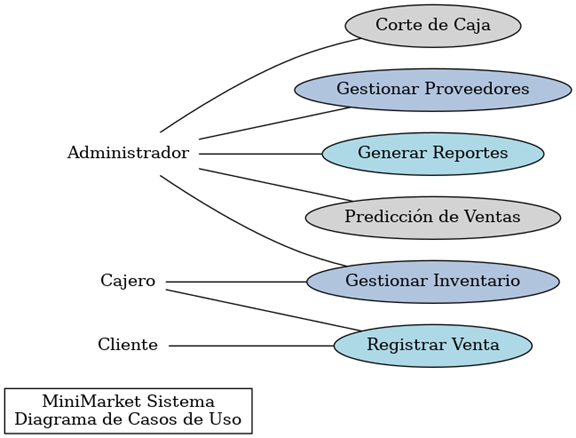 Corte de Caja
Gestionar Proveedores
Administrador
Generar Reportes
Predicción de Ventas
Cajero
Gestionar Inventario
Cliente
Registrar Venta
MiniMarket Sistema
Diagrama de Casos de Uso